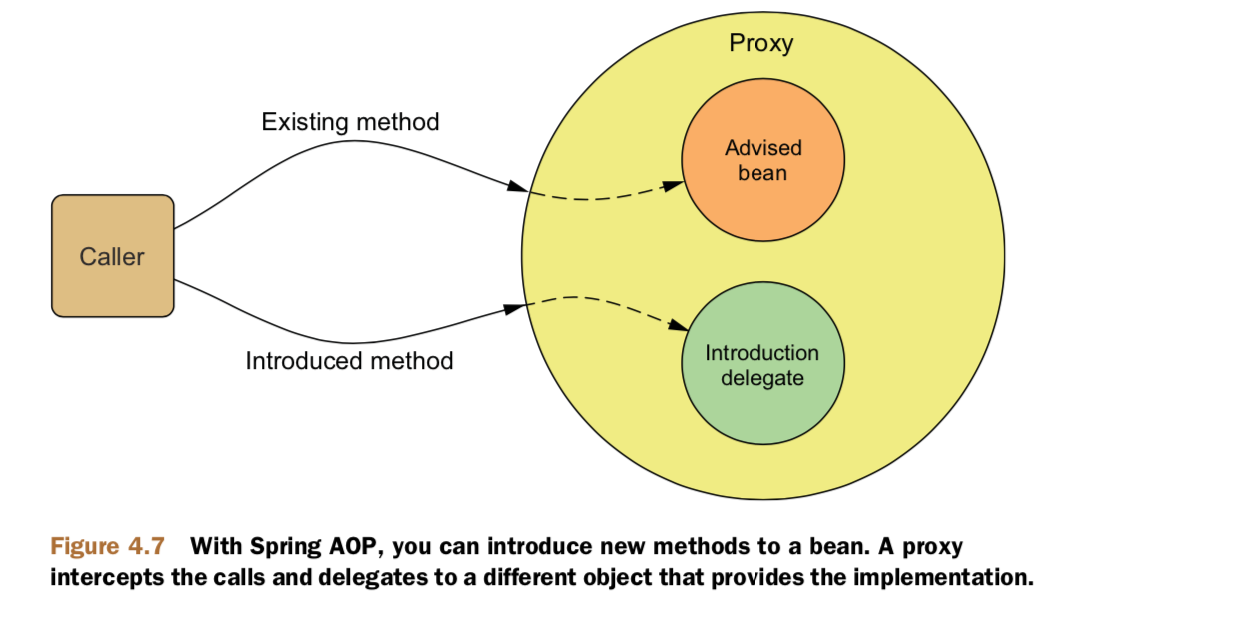 Proxy
Existing method
Advised
bean
Caller
Introduction
delegate
Introduced method
Figure 4.7 With Spring AOP, you can introduce new methods to a bean. A proxy
intercepts the calls and delegates to a different object that provides the implementation.